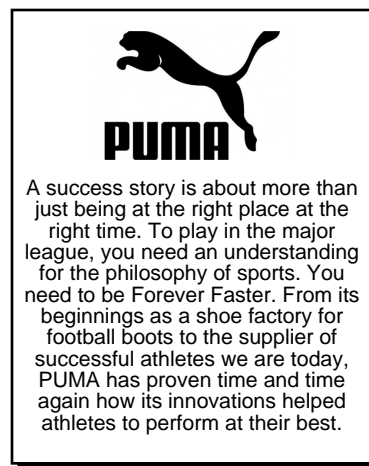 PUMA
A success story is about more than
just being at the right place at the
right time. To play in the major
league, you need an understanding
for the philosophy of sports. You
need to be Forever Faster. From its
beginnings as a shoe factory for
football boots to the supplier of
successful athletes we are today,
PUMA has proven time and time
again how its innovations helped
athletes to perform at their best.